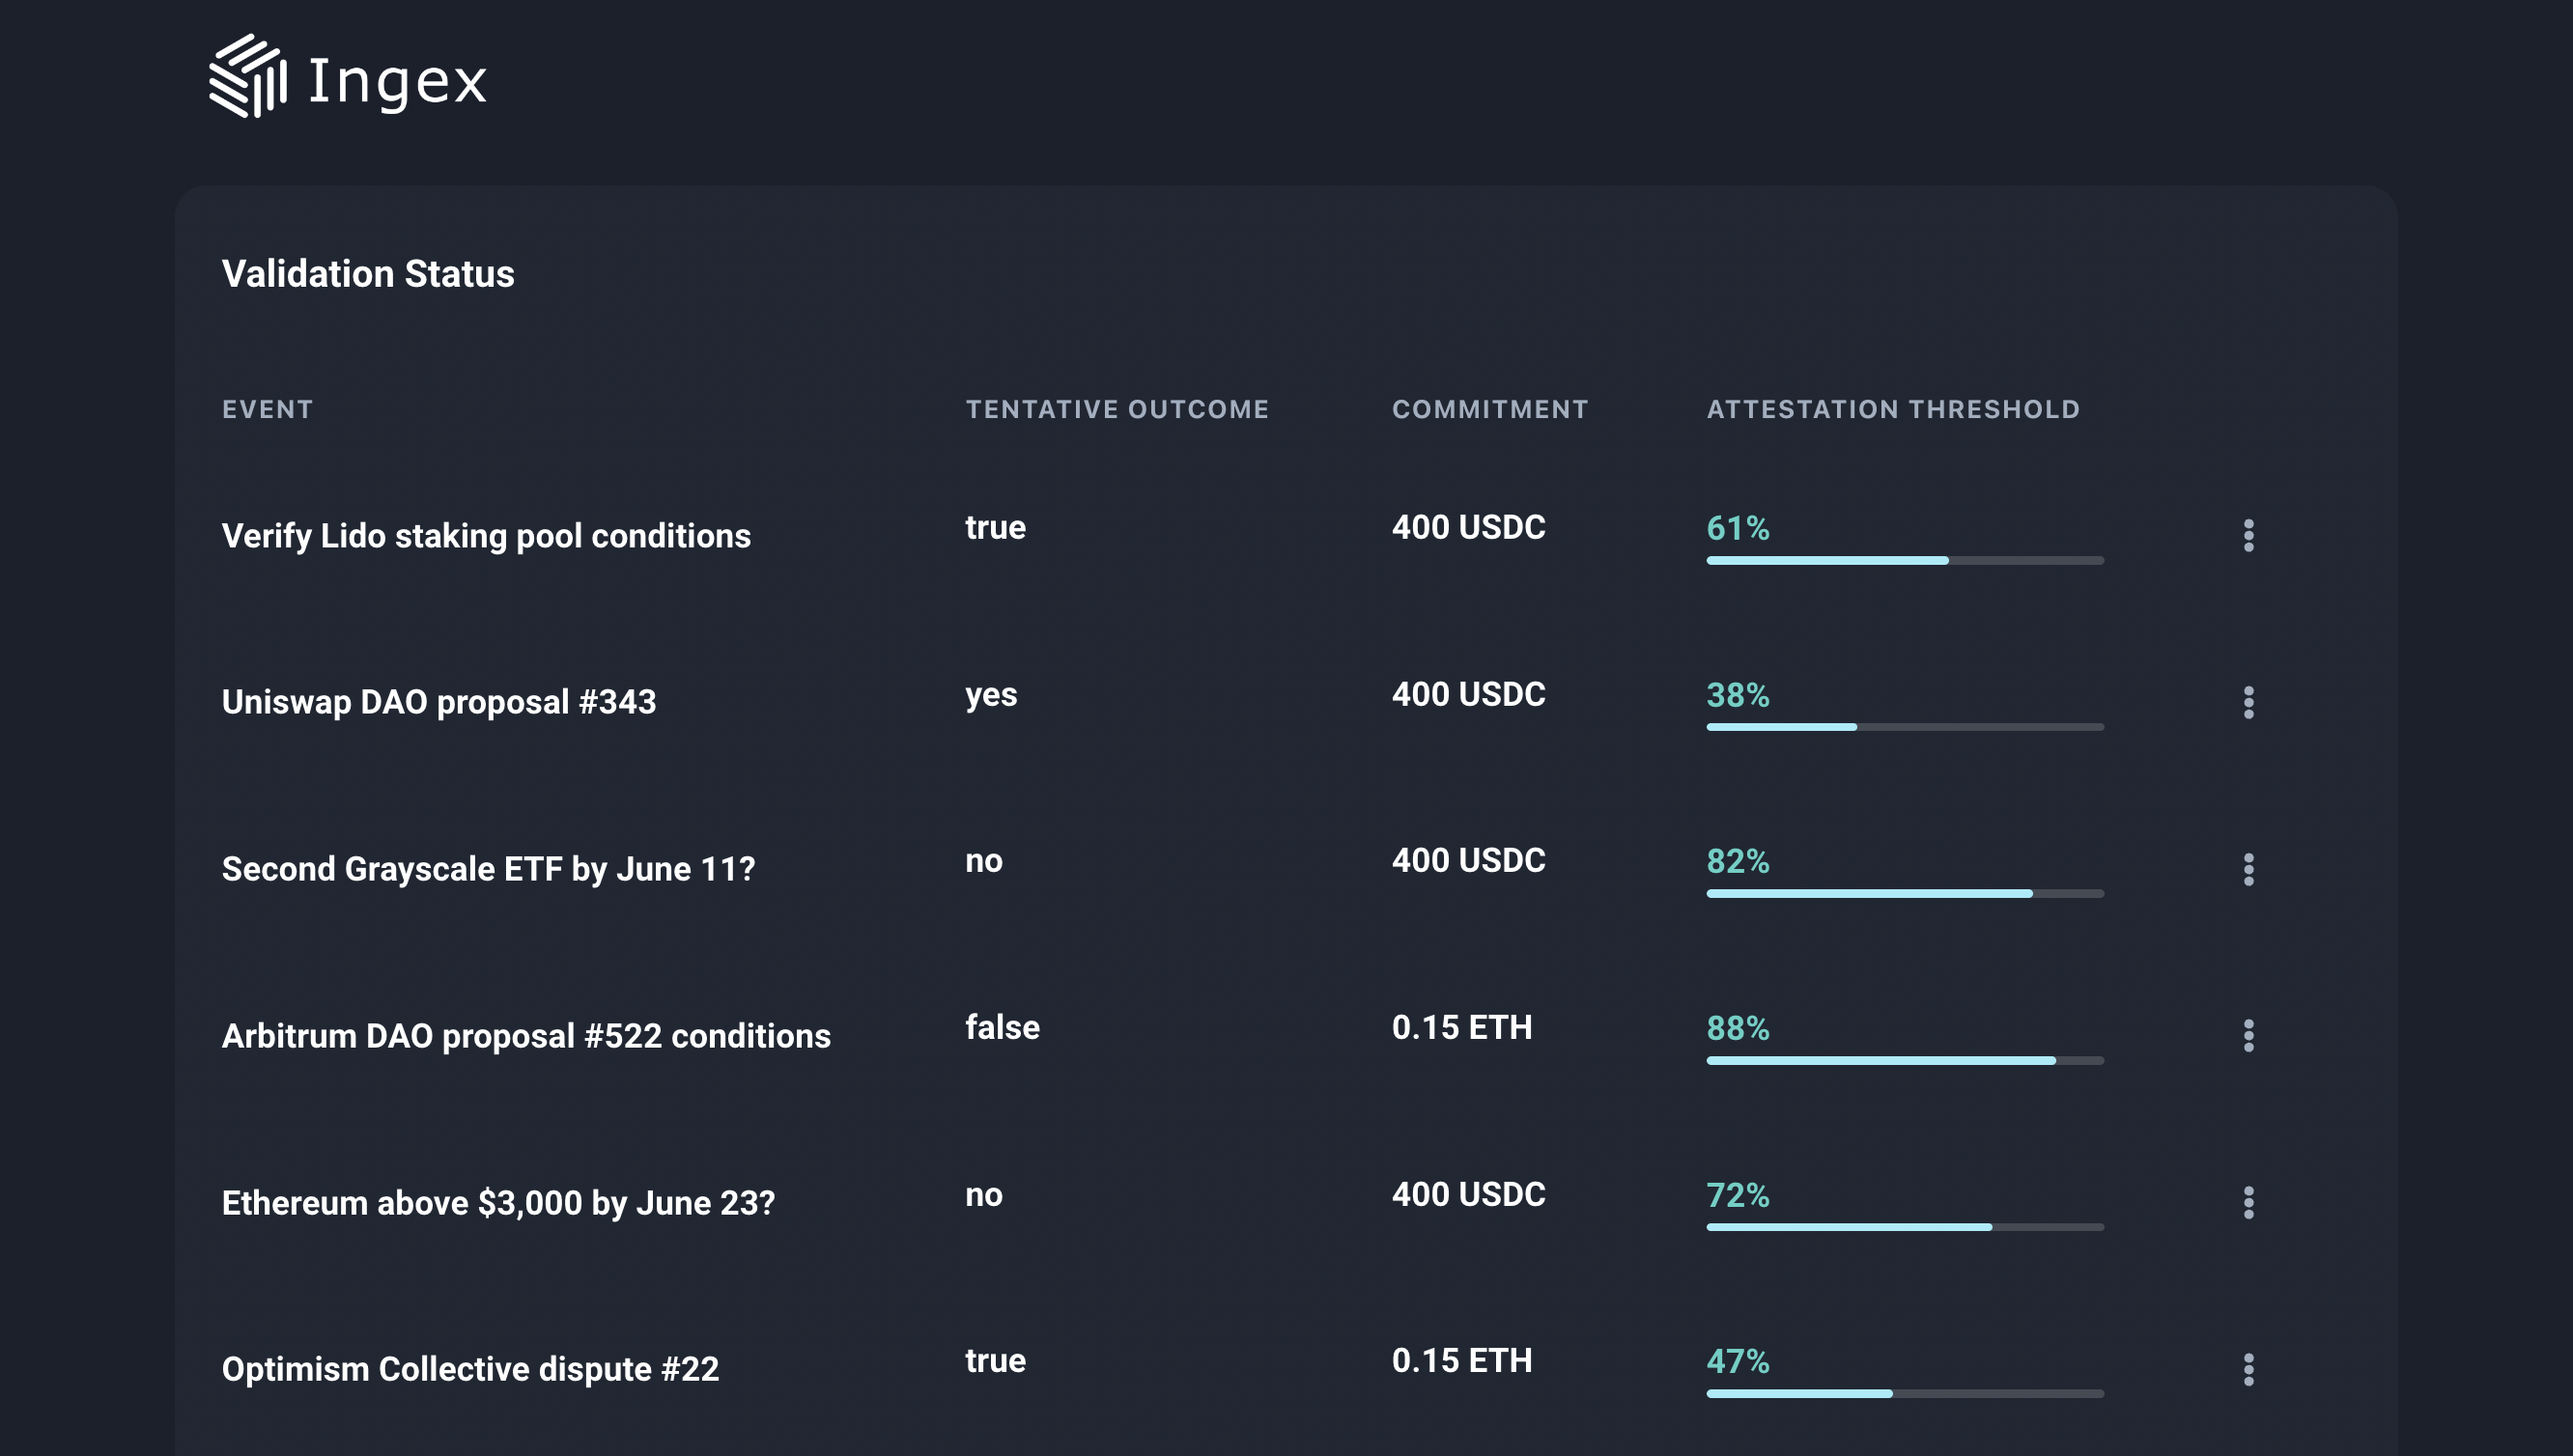 Ingex
Validation Status
EVENT TENTATIVE OUTCOME COMMITMENT ATTESTATION THRESHOLD
Verify Lido staking pool conditions true 400 USDC 61%
Uniswap DAO proposal #343 yes 400 USDC 38%
Second Grayscale ETF by June 11? no 400 USDC 82%
Arbitrum DAO proposal #522 conditions false 0.15 ETH 88%
Ethereum above $3,000 by June 23? no 400 USDC 72%
Optimism Collective dispute #22 true 0.15 ETH 47%